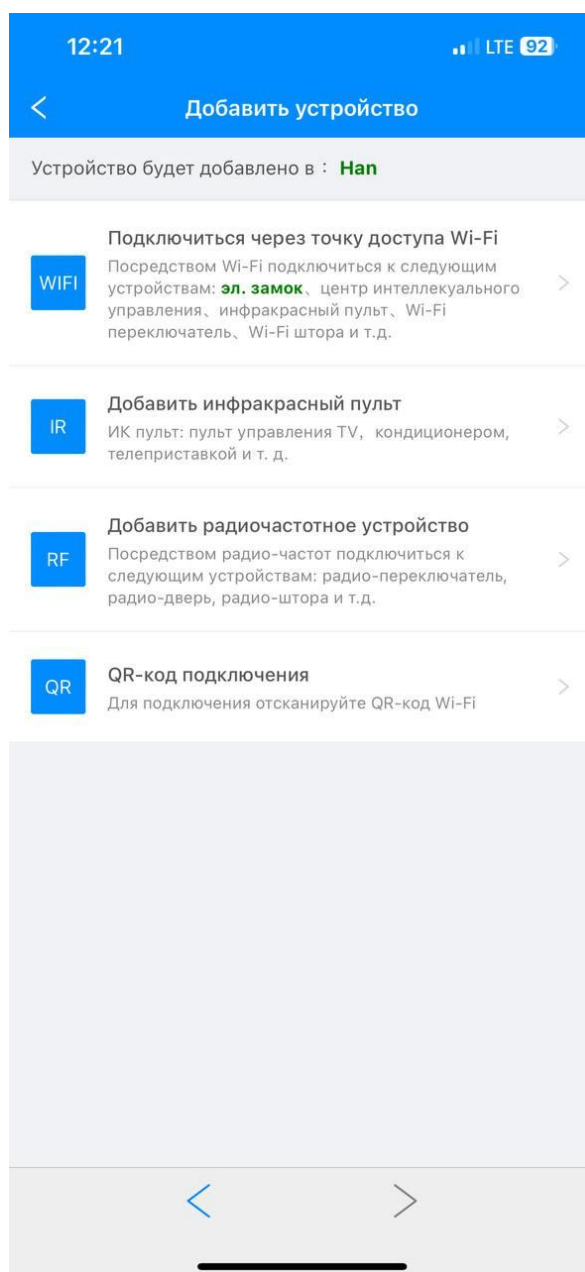 12:21 LTE 92
Добавить устройство
Устройство будет добавлено в： Han
Подключиться через точку доступа Wi-Fi
WIFI
Посредством Wi-Fi подключиться к следующим
устройствам: эл. замок、центр интеллекуального
управления、инфракрасный пульт、Wi-Fi
переключатель、Wi-Fi штора и т.д.
Добавить инфракрасный пульт
IR
ИК пульт: пульт управления TV，кондиционером,
телеприставкой и т. д.
Добавить радиочастотное устройство
RF
Посредством радио-частот подключиться к
следующим устройствам: радио-переключатель,
радио-дверь, радио-штора и т.д.
QR-код подключения
QR
Для подключения отсканируйте QR-код Wi-Fi